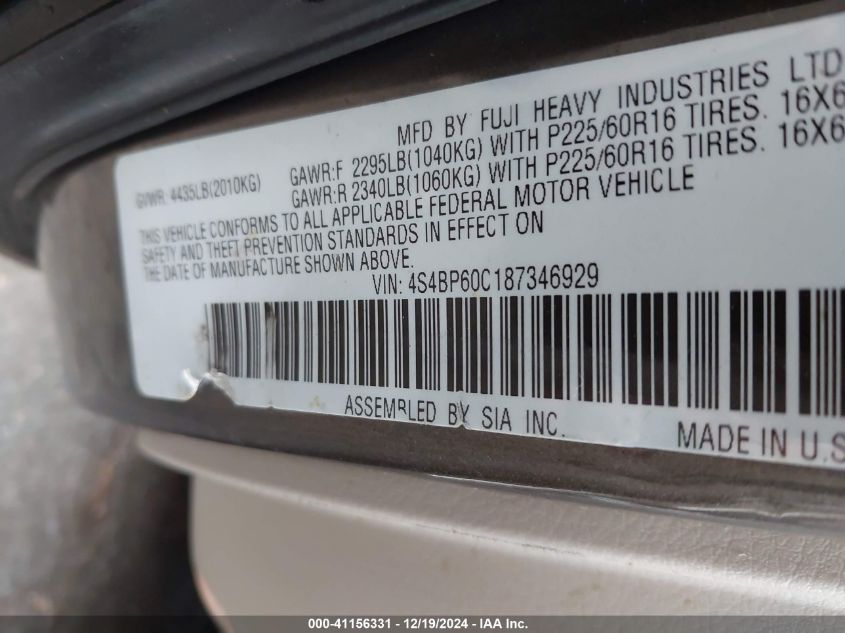 MFD BY FUJI HEAVY INDUSTRIES LTD
GVWR: 4435LB(2010KG) GAWR:F 2295LB(1040KG) WITH P225/60R16 TIRES. 16X6
GAWR:R 2340LB(1060KG) WITH P225/60R16 TIRES. 16X6
THIS VEHICLE CONFORMS TO ALL APPLICABLE FEDERAL MOTOR VEHICLE
SAFETY AND THEFT PREVENTION STANDARDS IN EFFECT ON
THE DATE OF MANUFACTURE SHOWN ABOVE.
VIN: 4S4BP60C187346929
ASSEMBLED BY SIA INC.
MADE IN U.S
000-41156331 - 12/19/2024 - IAA Inc.